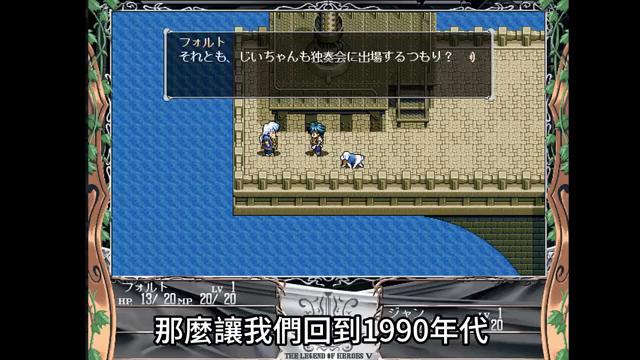 フォルト
それとも、じいちゃんも独奏会に出場するつもり？
フォルト LV 1
HP 13/ 20 MP 20/ 20
ジャン LV 1
20
那麼讓我們回到1990年代
THE LEGEND OF HEROES V